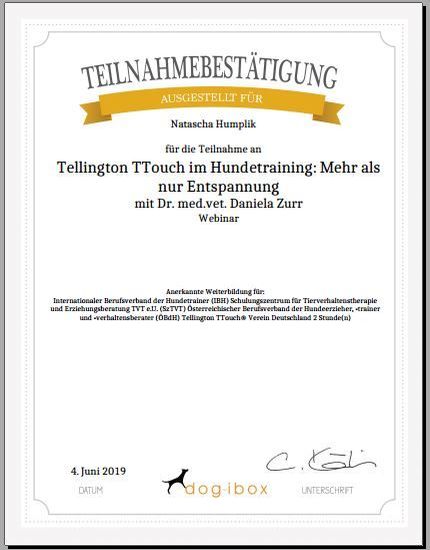 TEILNAHMEBESTÄTIGUNG
AUSGESTELLT FÜR
Natascha Humplik
für die Teilnahme an
Tellington TTouch im Hundetraining: Mehr als
nur Entspannung
mit Dr. med.vet. Daniela Zurr
Webinar
Anerkannte Weiterbildung für:
Internationaler Berufsverband der Hundetrainer (IBH) Schulungszentrum für Tierverhaltenstherapie
und Erziehungsberatung TVT e.U. (SzTVT) Österreichischer Berufsverband der Hundeerzieher, -trainer
und -verhaltensberater (ÖBdH) Tellington TTouch® Verein Deutschland 2 Stunde(n)
4. Juni 2019
DATUM
dog-ibox
UNTERSCHRIFT